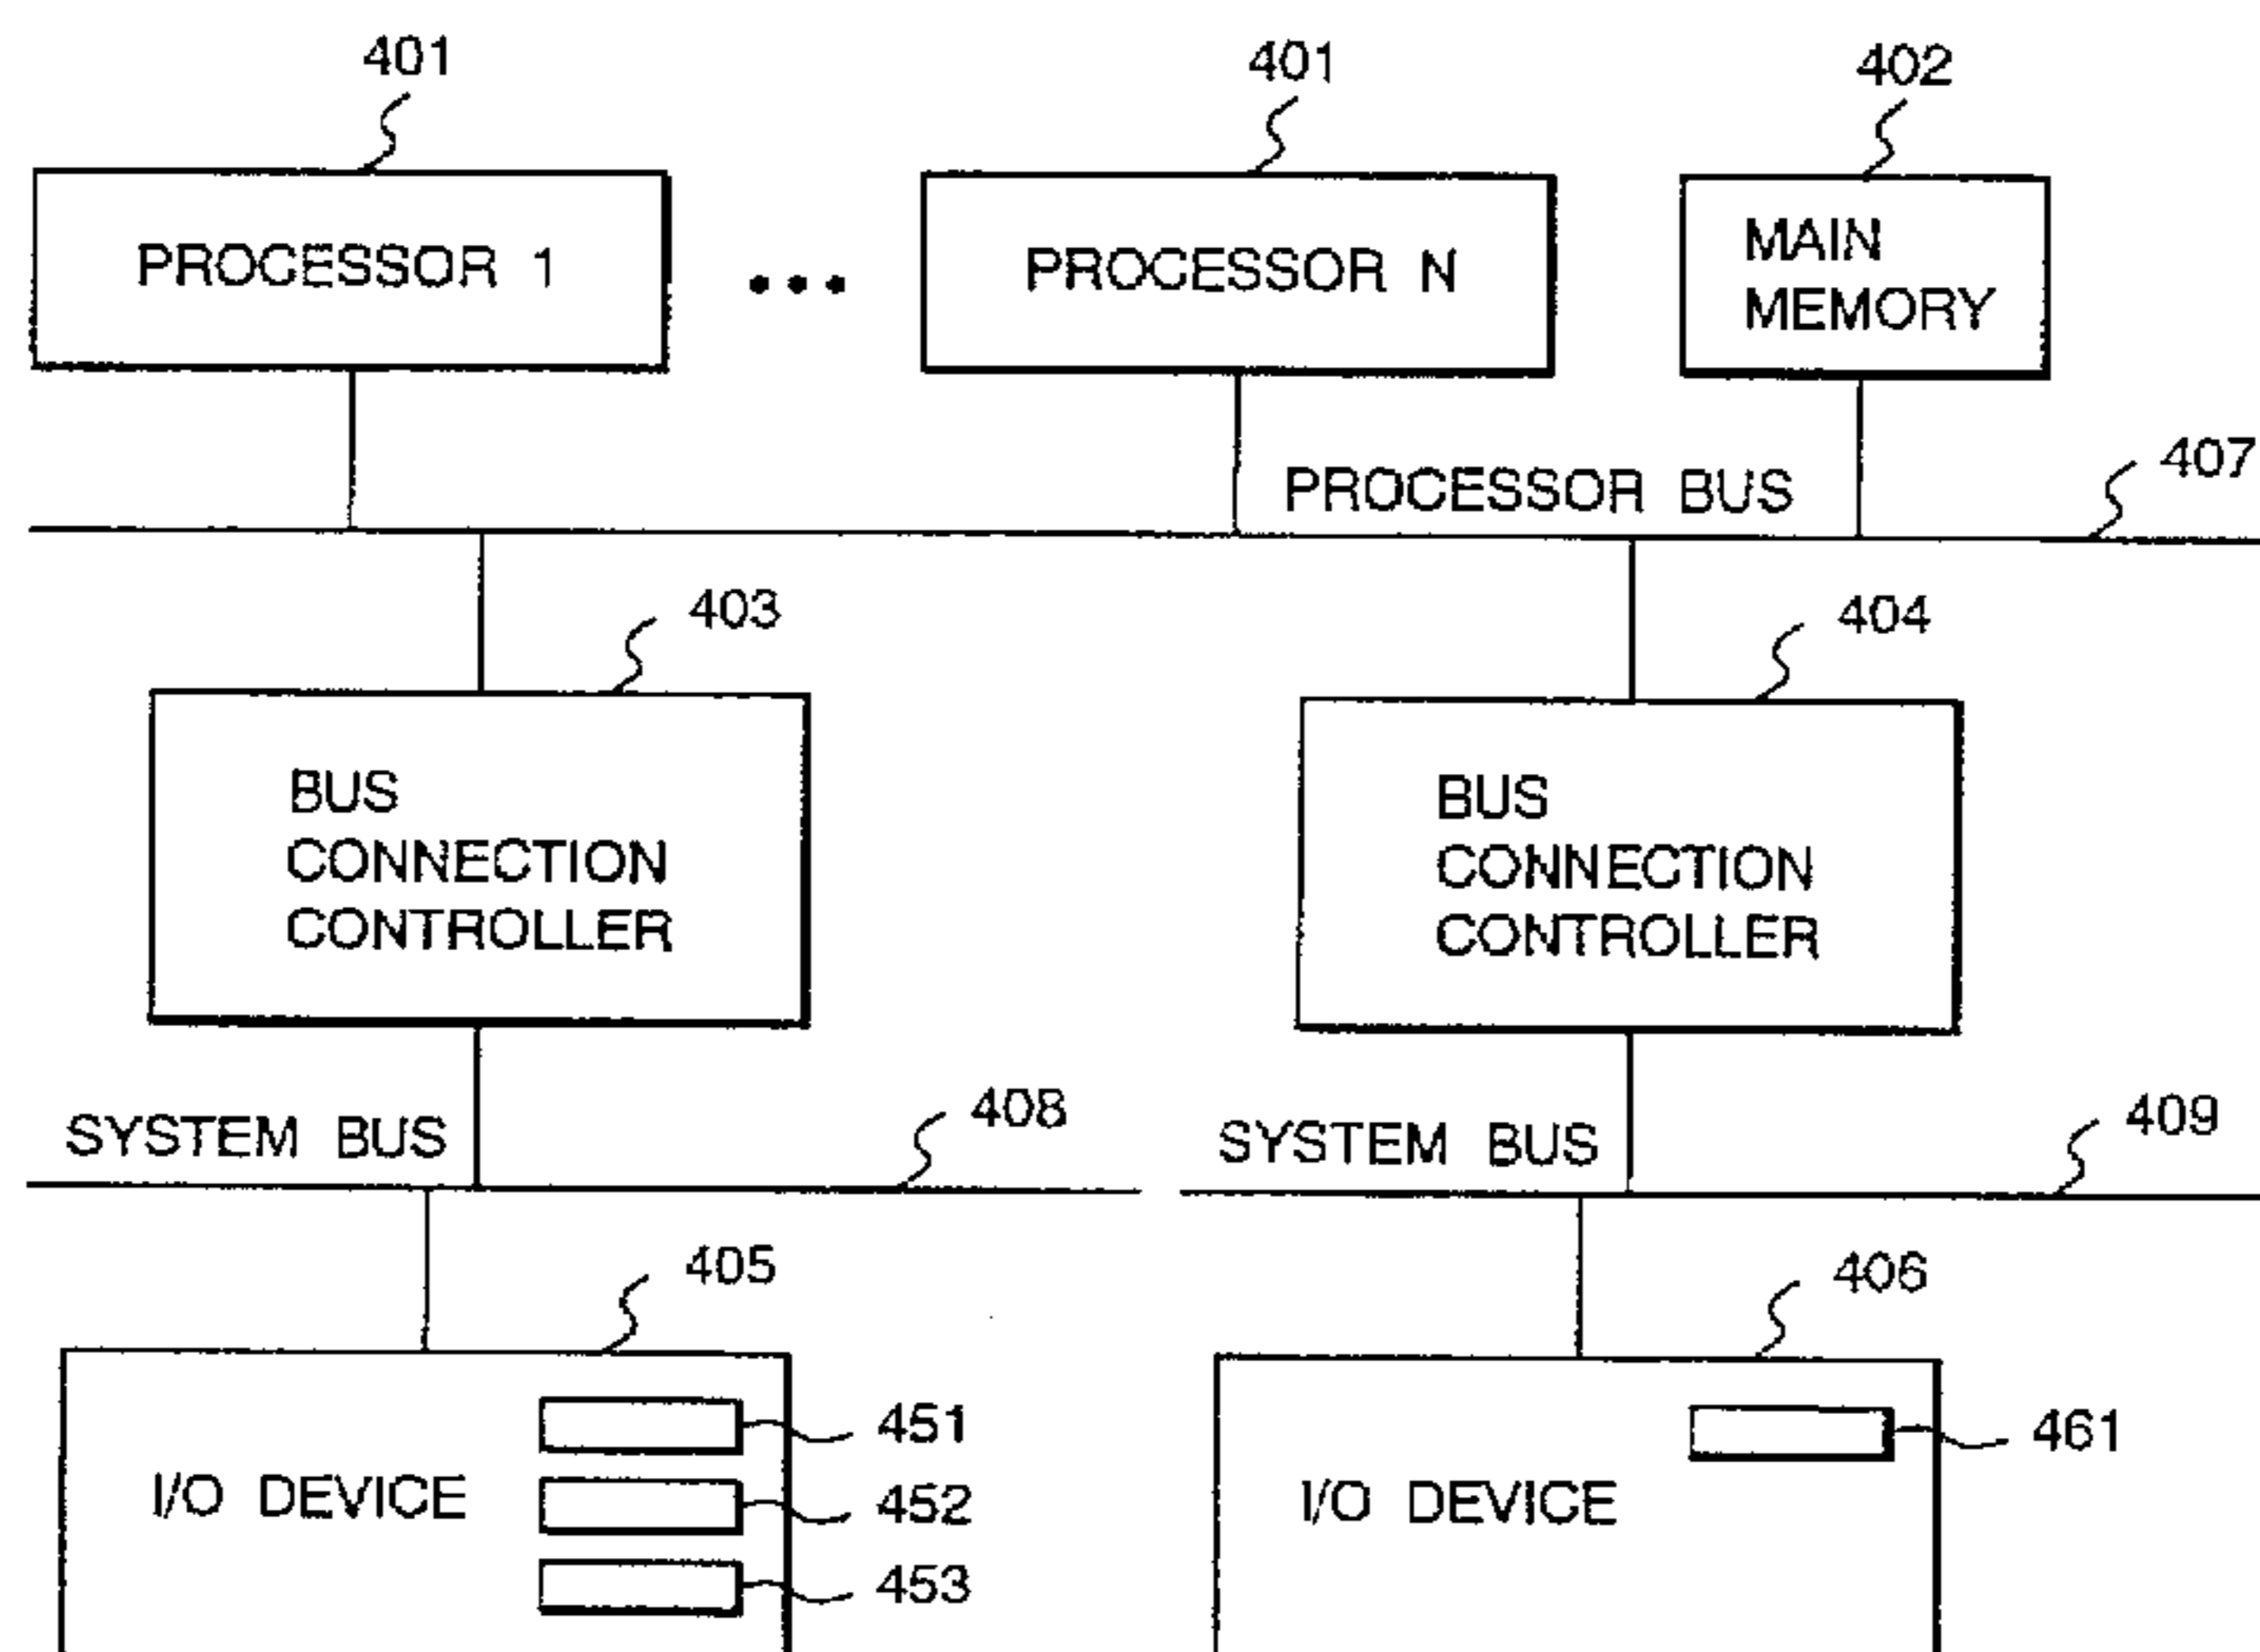 401
401
402
PROCESSOR 1
•••
PROCESSOR N
MAIN
MEMORY
PROCESSOR BUS
407
403
404
BUS
CONNECTION
CONTROLLER
BUS
CONNECTION
CONTROLLER
SYSTEM BUS
408
SYSTEM BUS
409
405
406
I/O DEVICE
451
452
453
I/O DEVICE
461